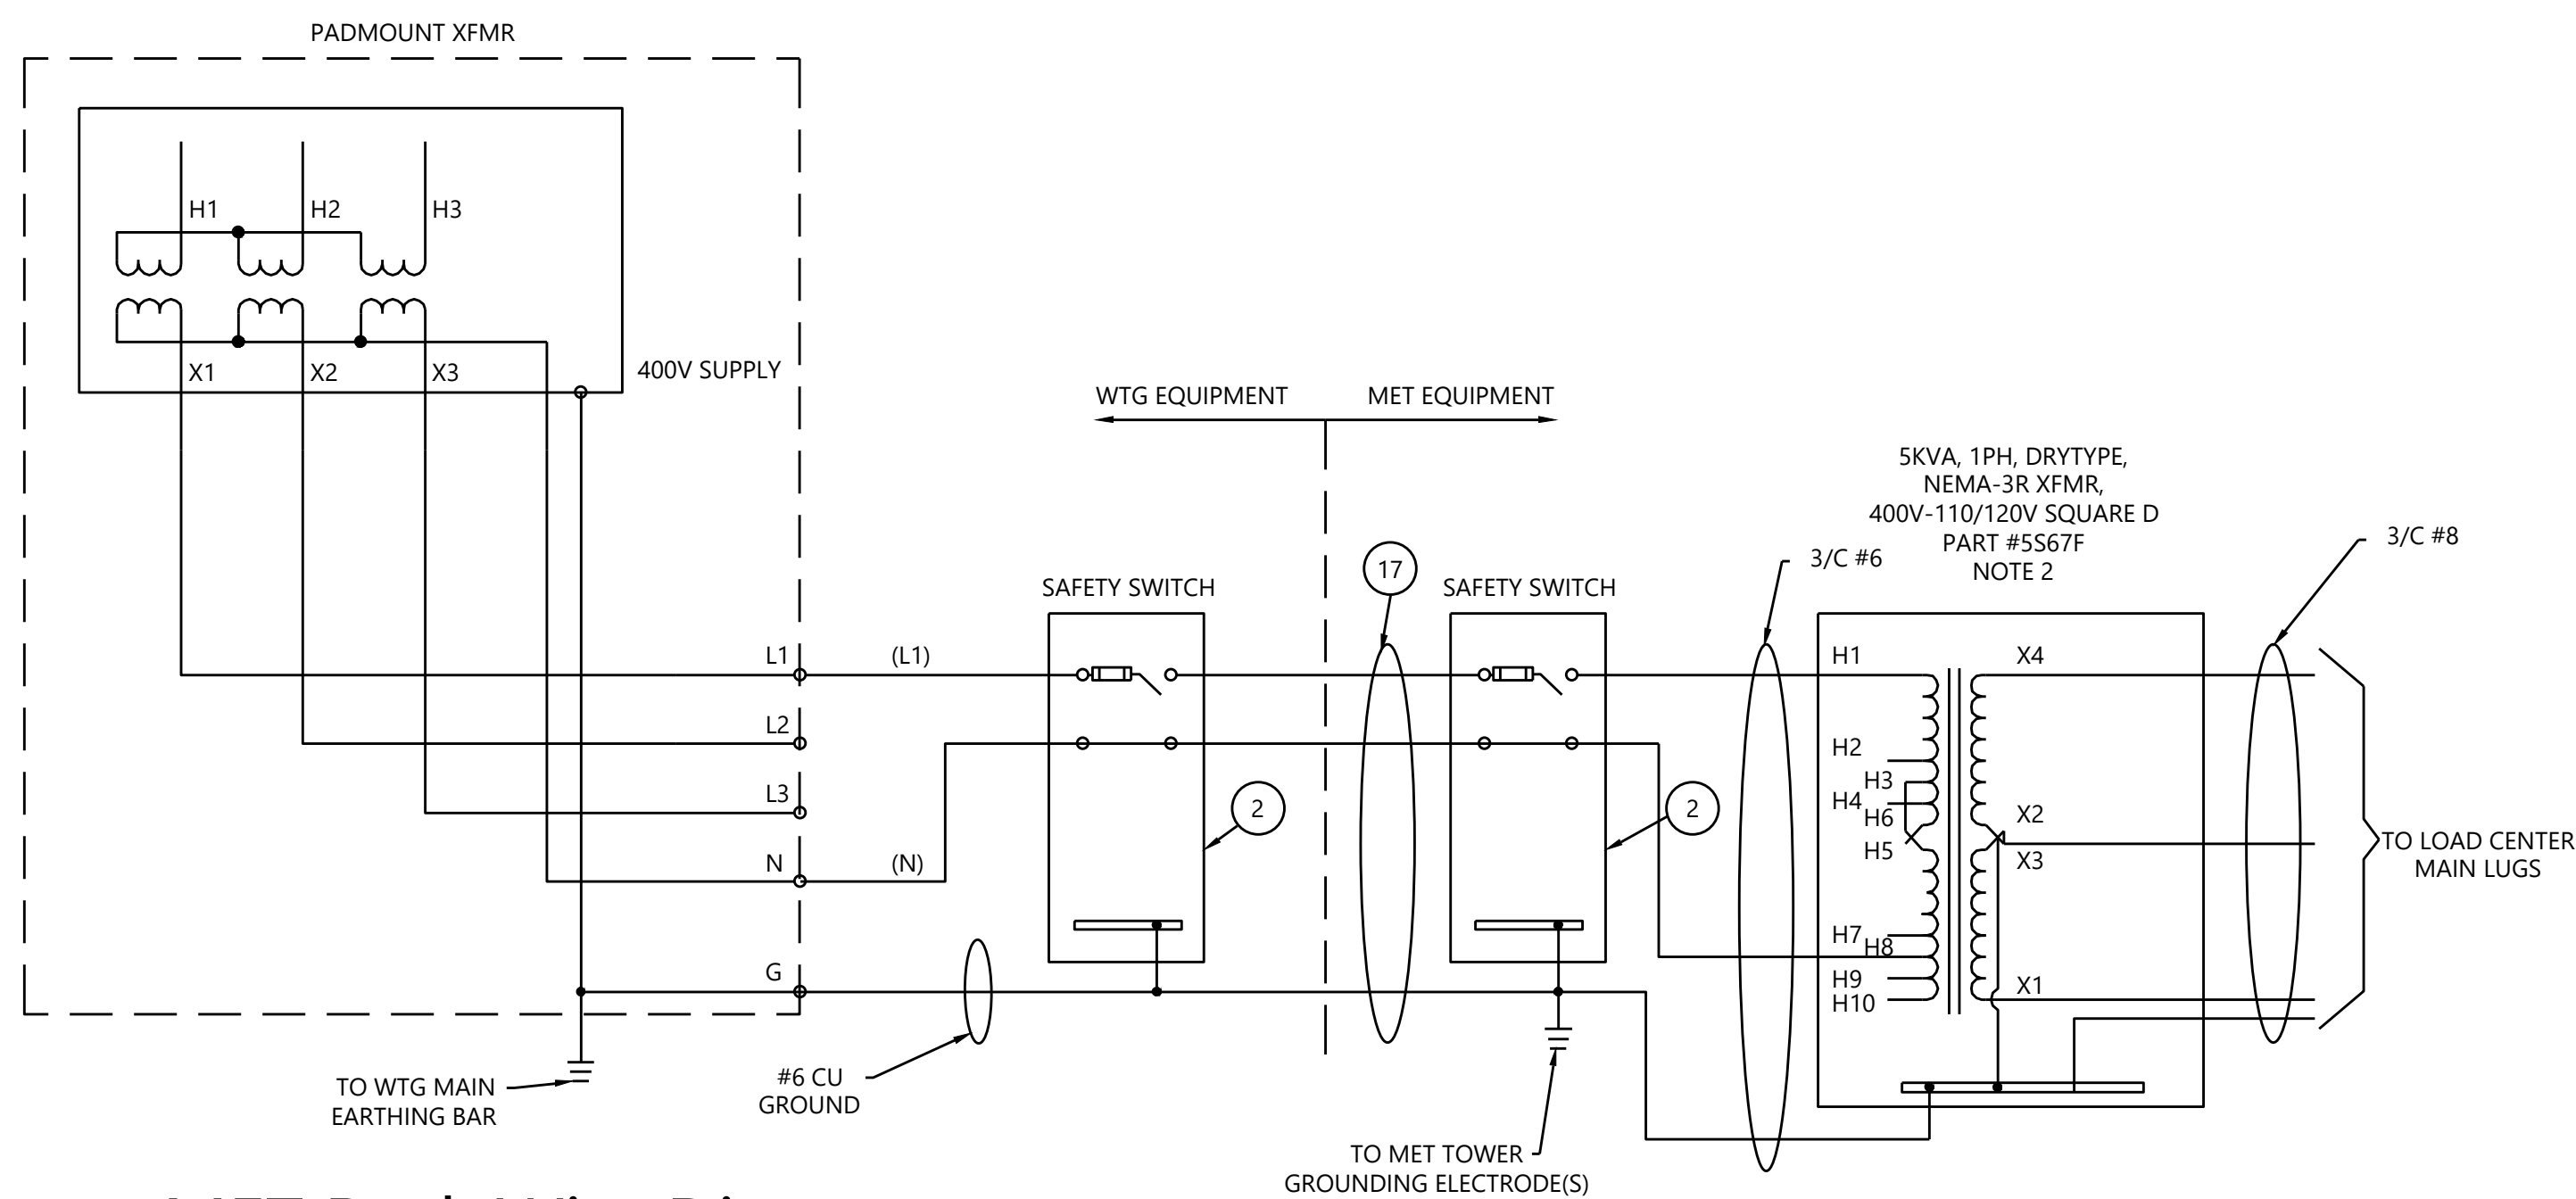 PADMOUNT XFMR
H1
H2
H3
X1
X2
X3
400V SUPPLY
WTG EQUIPMENT
MET EQUIPMENT
5KVA, 1PH, DRYTYPE,
NEMA-3R XFMR,
400V-110/120V SQUARE D
PART #5S67F
NOTE 2
3/C #6
3/C #8
17
SAFETY SWITCH
SAFETY SWITCH
L1
(L1)
L2
L3
N
(N)
G
2
2
H1
H2
H3
H4
H6
H5
H7
H8
H9
H10
X4
X2
X3
X1
TO LOAD CENTER
MAIN LUGS
TO WTG MAIN
EARTHING BAR
#6 CU
GROUND
TO MET TOWER
GROUNDING ELECTRODE(S)